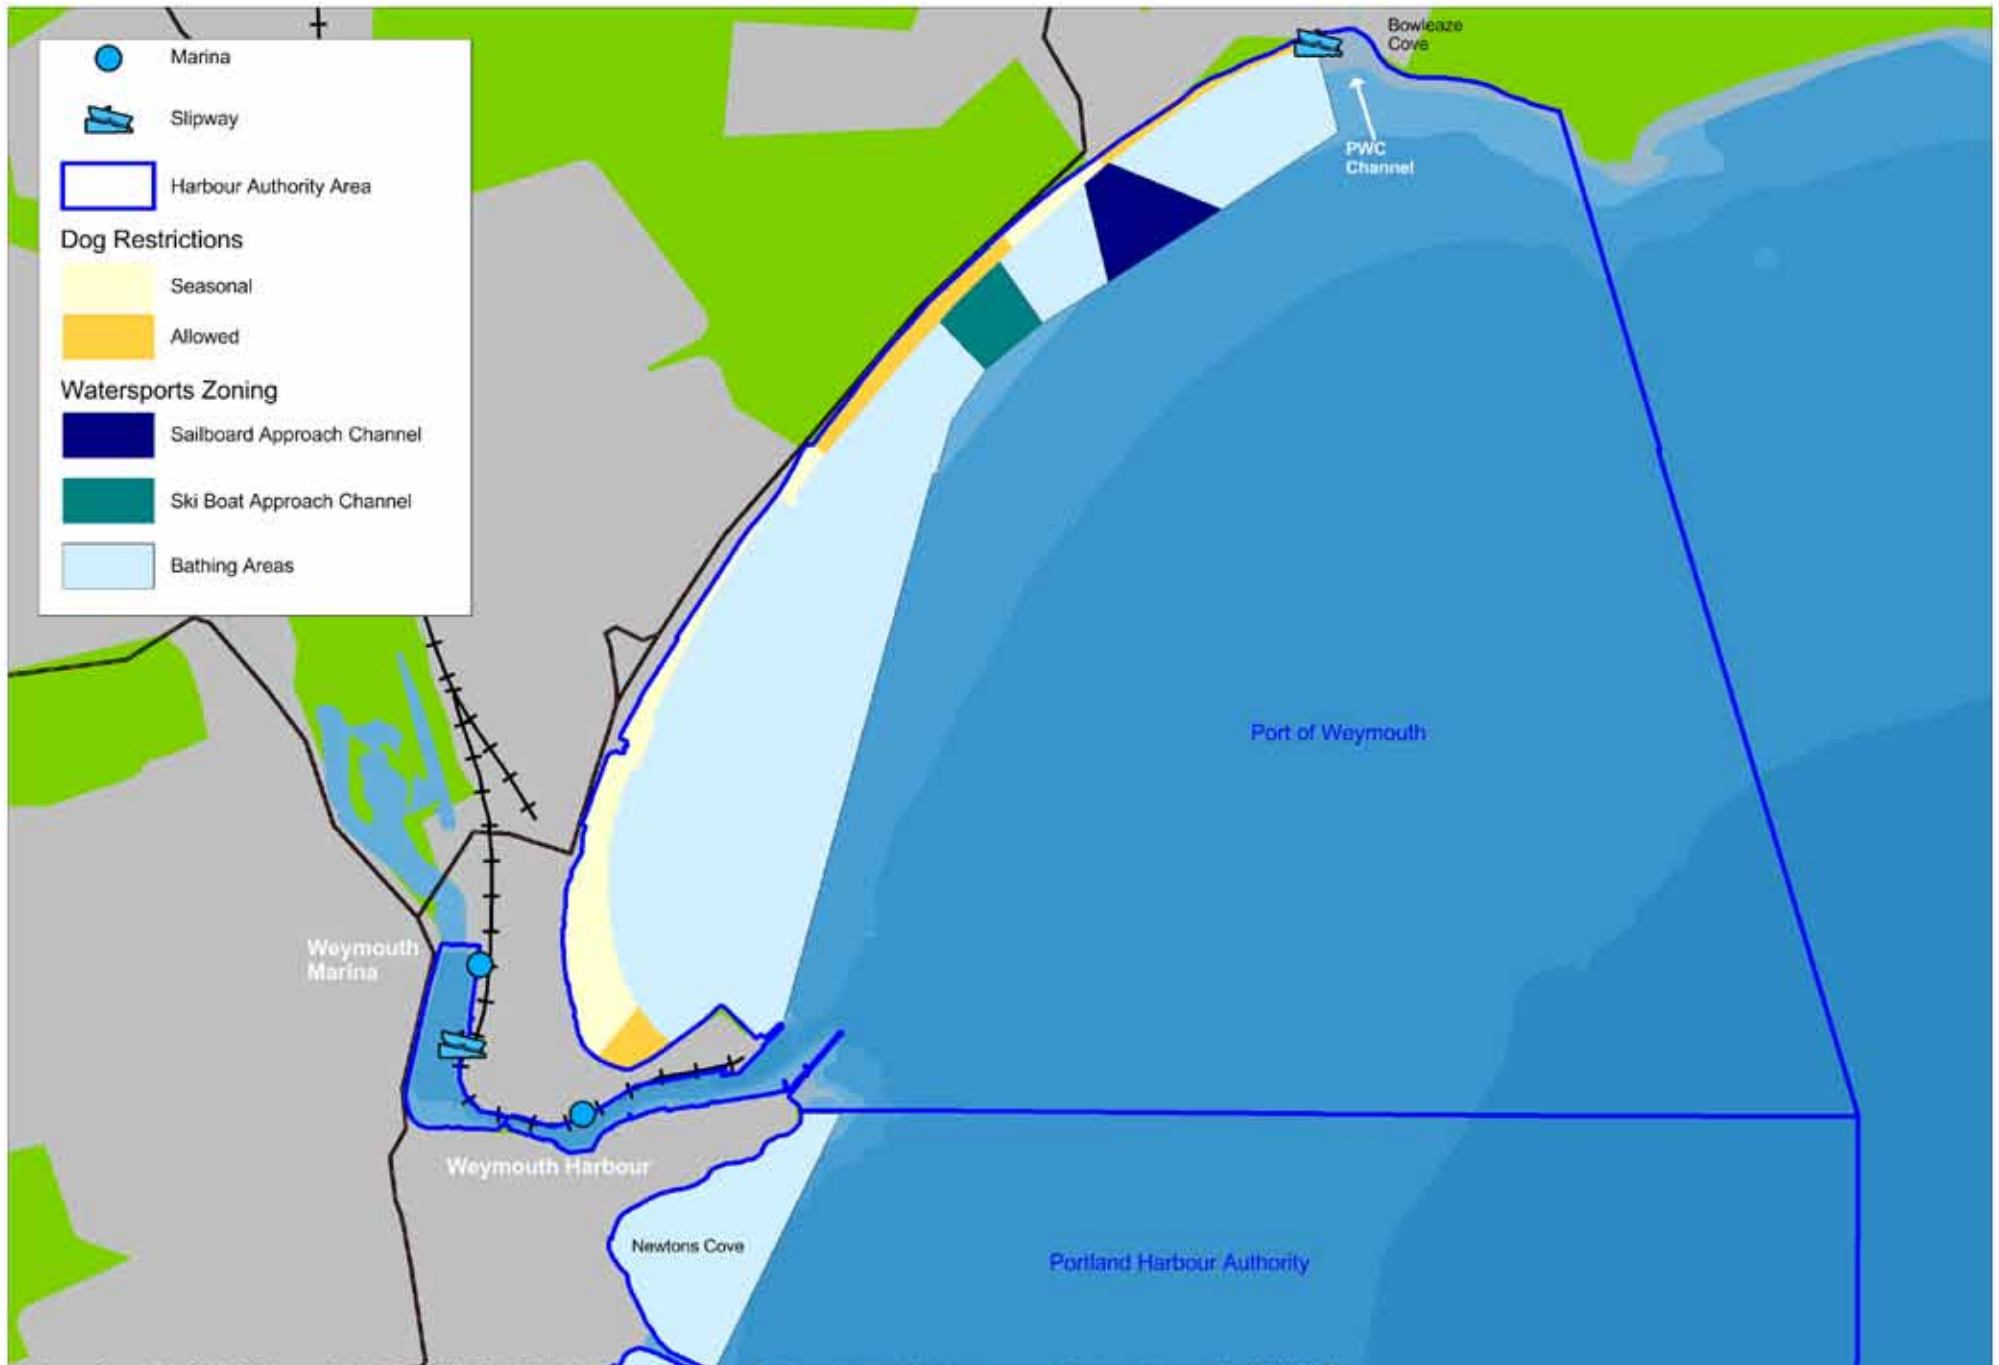 Marina
Slipway
Harbour Authority Area
Dog Restrictions
Seasonal
Allowed
Watersports Zoning
Sailboard Approach Channel
Ski Boat Approach Channel
Bathing Areas
Bowleaze
Cove
PWC
Channel
Port of Weymouth
Weymouth
Marina
Weymouth Harbour
Newtons Cove
Portland Harbour Authority